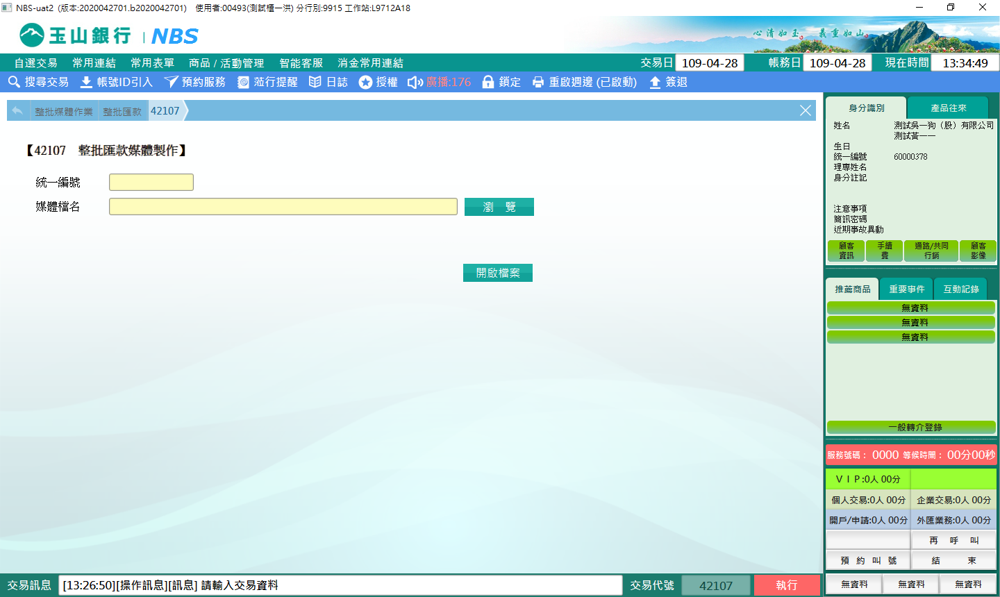 NBS-uat2 (版本:2020042701.b2020042701) 使用者:00493(測試櫃一洪) 分行別:9915 工作站:L9712A18
玉山銀行 | NBS
心清如玉。 義重如山。
自選交易 常用連結 常用表單 商品 / 活動管理 智能客服 消金常用連結 交易日 109-04-28 帳務日 109-04-28 現在時間 13:34:49
搜尋交易 帳號ID引入 預約服務 蒞行提醒 日誌 授權 廣播:176 鎖定 重啟週邊 (已啟動) 簽退
整批媒體作業 整批匯款 42107
【42107 整批匯款媒體製作】
統一編號
媒體檔名 瀏 覽
開啟檔案
身分識別 產品往來
姓名 測試吳一狗（股）有限公司
測試黃一一
生日
統一編號 60000378
理專姓名
身分註記
注意事項
簡訊密碼
近期事故異動
顧客資訊 手續費 通路/共同行銷 顧客影像
推薦商品 重要事件 互動記錄
無資料
無資料
無資料
一般轉介登錄
服務號碼： 0000 等候時間： 00分00秒
ＶＩＰ:0人 00分
個人交易:0人 00分 企業交易:0人 00分
開戶/申請:0人 00分 外匯業務:0人 00分
再 呼 叫
預 約 叫 號 結 束
無資料 無資料 無資料
交易訊息 [13:26:50][操作訊息][訊息] 請輸入交易資料 交易代號 42107 執行